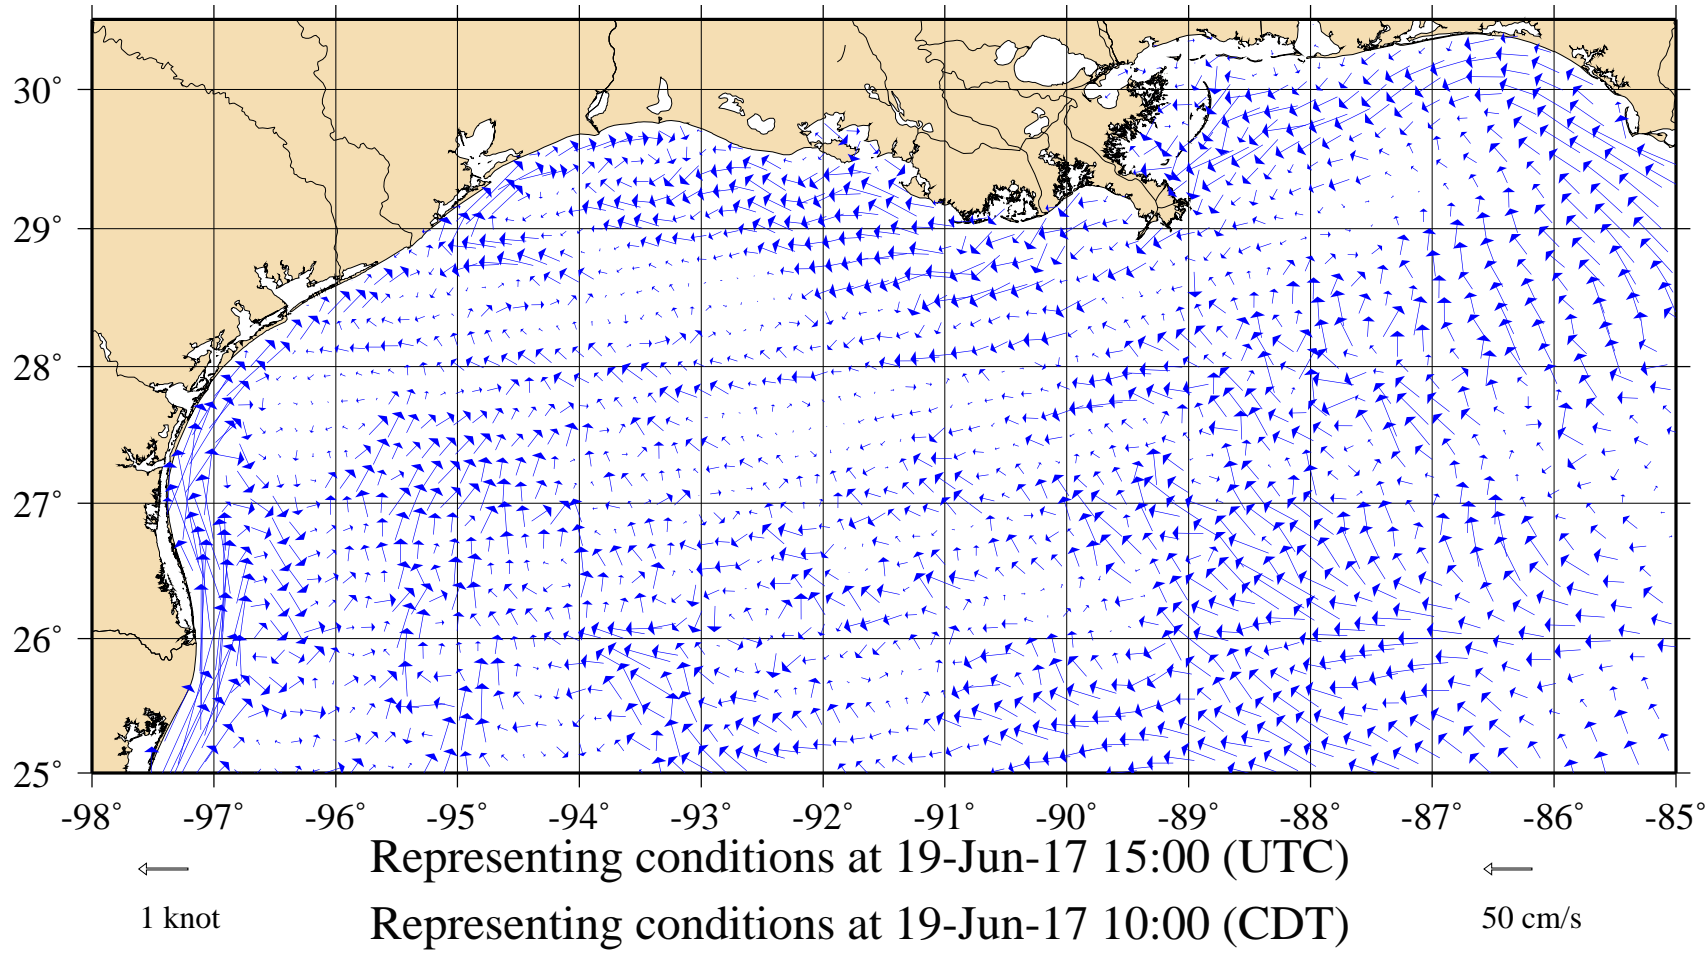 30°
29°
28°
27°
26°
25°
-98° -97° -96° -95° -94° -93° -92° -91° -90° -89° -88° -87° -86° -85°
Representing conditions at 19-Jun-17 15:00 (UTC)
1 knot
Representing conditions at 19-Jun-17 10:00 (CDT)
50 cm/s